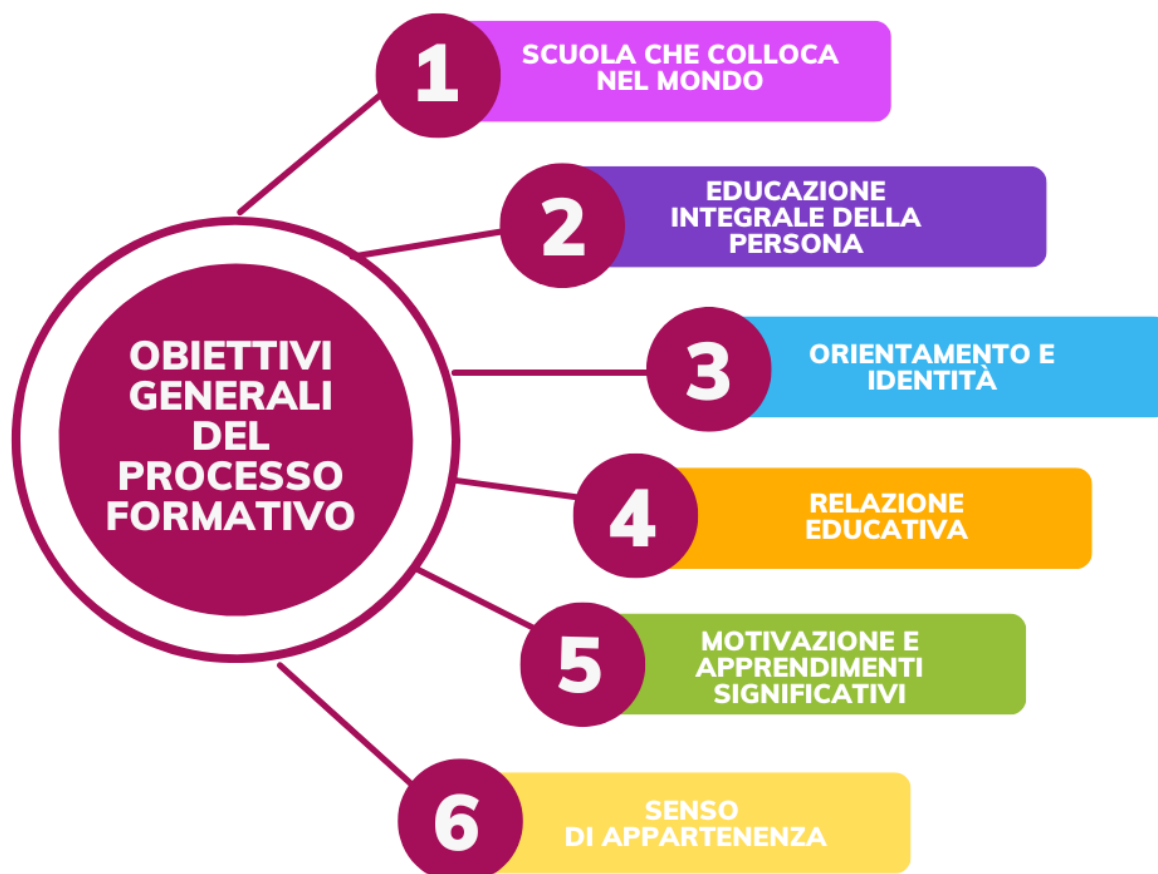 1
SCUOLA CHE COLLOCA
NEL MONDO
2
EDUCAZIONE
INTEGRALE DELLA
PERSONA
OBIETTIVI
GENERALI
DEL
PROCESSO
FORMATIVO
3
ORIENTAMENTO E
IDENTITÀ
4
RELAZIONE
EDUCATIVA
5
MOTIVAZIONE E
APPRENDIMENTI
SIGNIFICATIVI
6
SENSO
DI APPARTENENZA